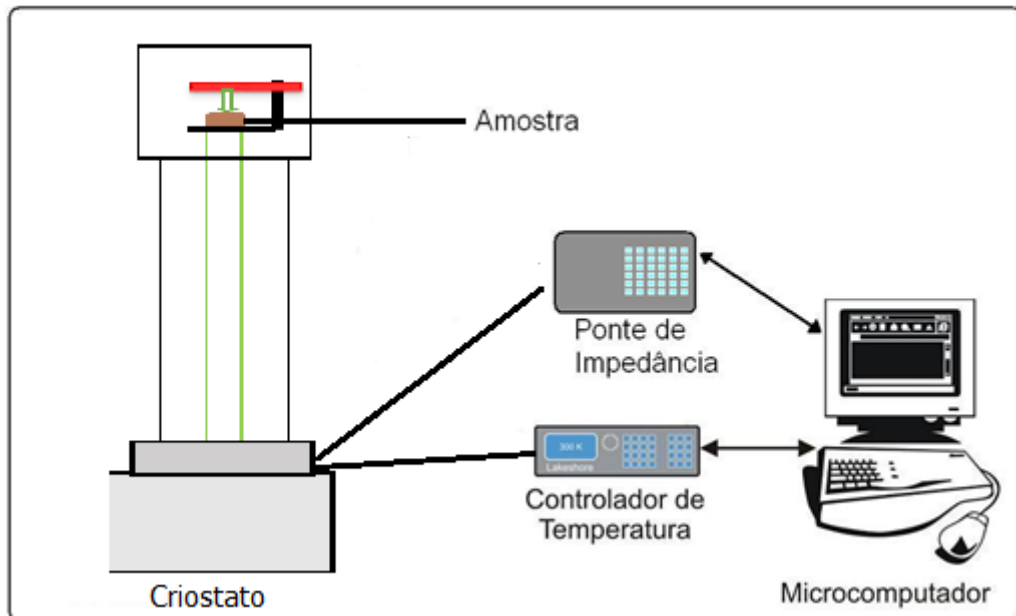 Amostra
Ponte de
Impedância
300 K
Lakeshore
Controlador de
Temperatura
Criostato
Microcomputador